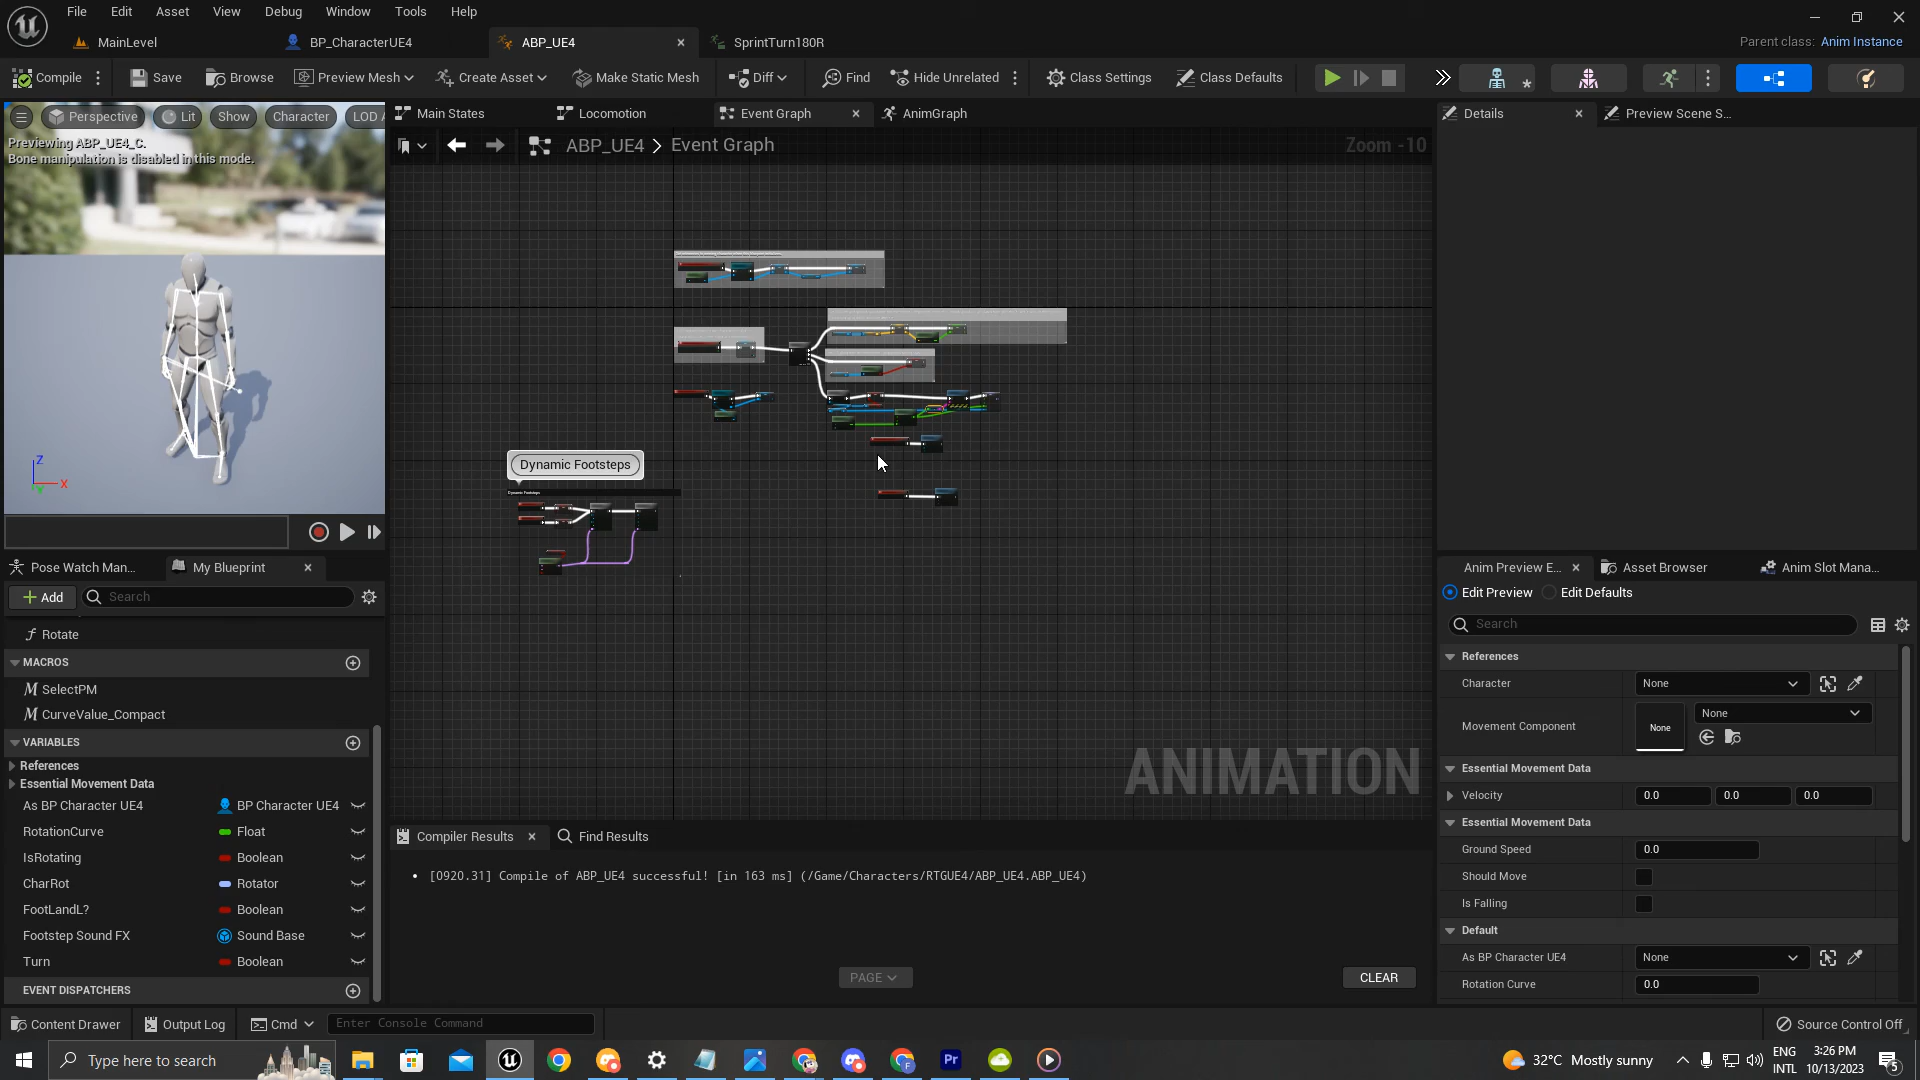 File Edit Asset View Debug Window Tools Help
MainLevel BP_CharacterUE4 ABP_UE4 SprintTurn180R
Parent class: Anim Instance
Compile Save Browse Preview Mesh Create Asset Make Static Mesh Diff Find Hide Unrelated Class Settings Class Defaults
Perspective Lit Show Character LOD A
Previewing ABP_UE4_C.
Bone manipulation is disabled in this mode.
Main States Locomotion Event Graph AnimGraph
ABP_UE4 > Event Graph
Zoom -10
Dynamic Footsteps
Dynamic Footsteps
ANIMATION
Z
X
Y
Details Preview Scene S...
Pose Watch Man... My Blueprint
Add Search
Rotate
MACROS
SelectPM
CurveValue_Compact
VARIABLES
References
Essential Movement Data
As BP Character UE4 BP Character UE4
RotationCurve Float
IsRotating Boolean
CharRot Rotator
FootLandL? Boolean
Footstep Sound FX Sound Base
Turn Boolean
EVENT DISPATCHERS
Compiler Results Find Results
• [0920.31] Compile of ABP_UE4 successful! [in 163 ms] (/Game/Characters/RTGUE4/ABP_UE4.ABP_UE4)
PAGE
CLEAR
Anim Preview E... Asset Browser Anim Slot Mana...
Edit Preview Edit Defaults
Search
References
Character None
Movement Component None None
Essential Movement Data
Velocity 0.0 0.0 0.0
Essential Movement Data
Ground Speed 0.0
Should Move
Is Falling
Default
As BP Character UE4 None
Rotation Curve 0.0
Content Drawer Output Log Cmd Enter Console Command
Source Control Off
Type here to search
Pr
32°C Mostly sunny
ENG
INTL
3:26 PM
10/13/2023
5